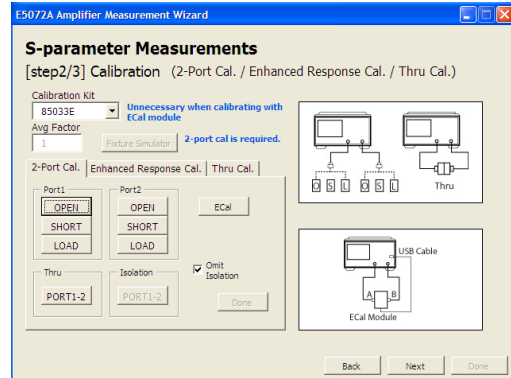 E5072A Amplifier Measurement Wizard
S-parameter Measurements
[step2/3] Calibration (2-Port Cal. / Enhanced Response Cal. / Thru Cal.)
Calibration Kit
85033E
Unnecessary when calibrating with
ECal module
Avg Factor
1
Fixture Simulator
2-port cal is required.
2-Port Cal.
Enhanced Response Cal.
Thru Cal.
Port1
OPEN
SHORT
LOAD
Port2
OPEN
SHORT
LOAD
ECal
Thru
PORT1-2
Isolation
PORT1-2
Omit
Isolation
Done
O S L O S L
Thru
USB Cable
A B
ECal Module
Back
Next
Done